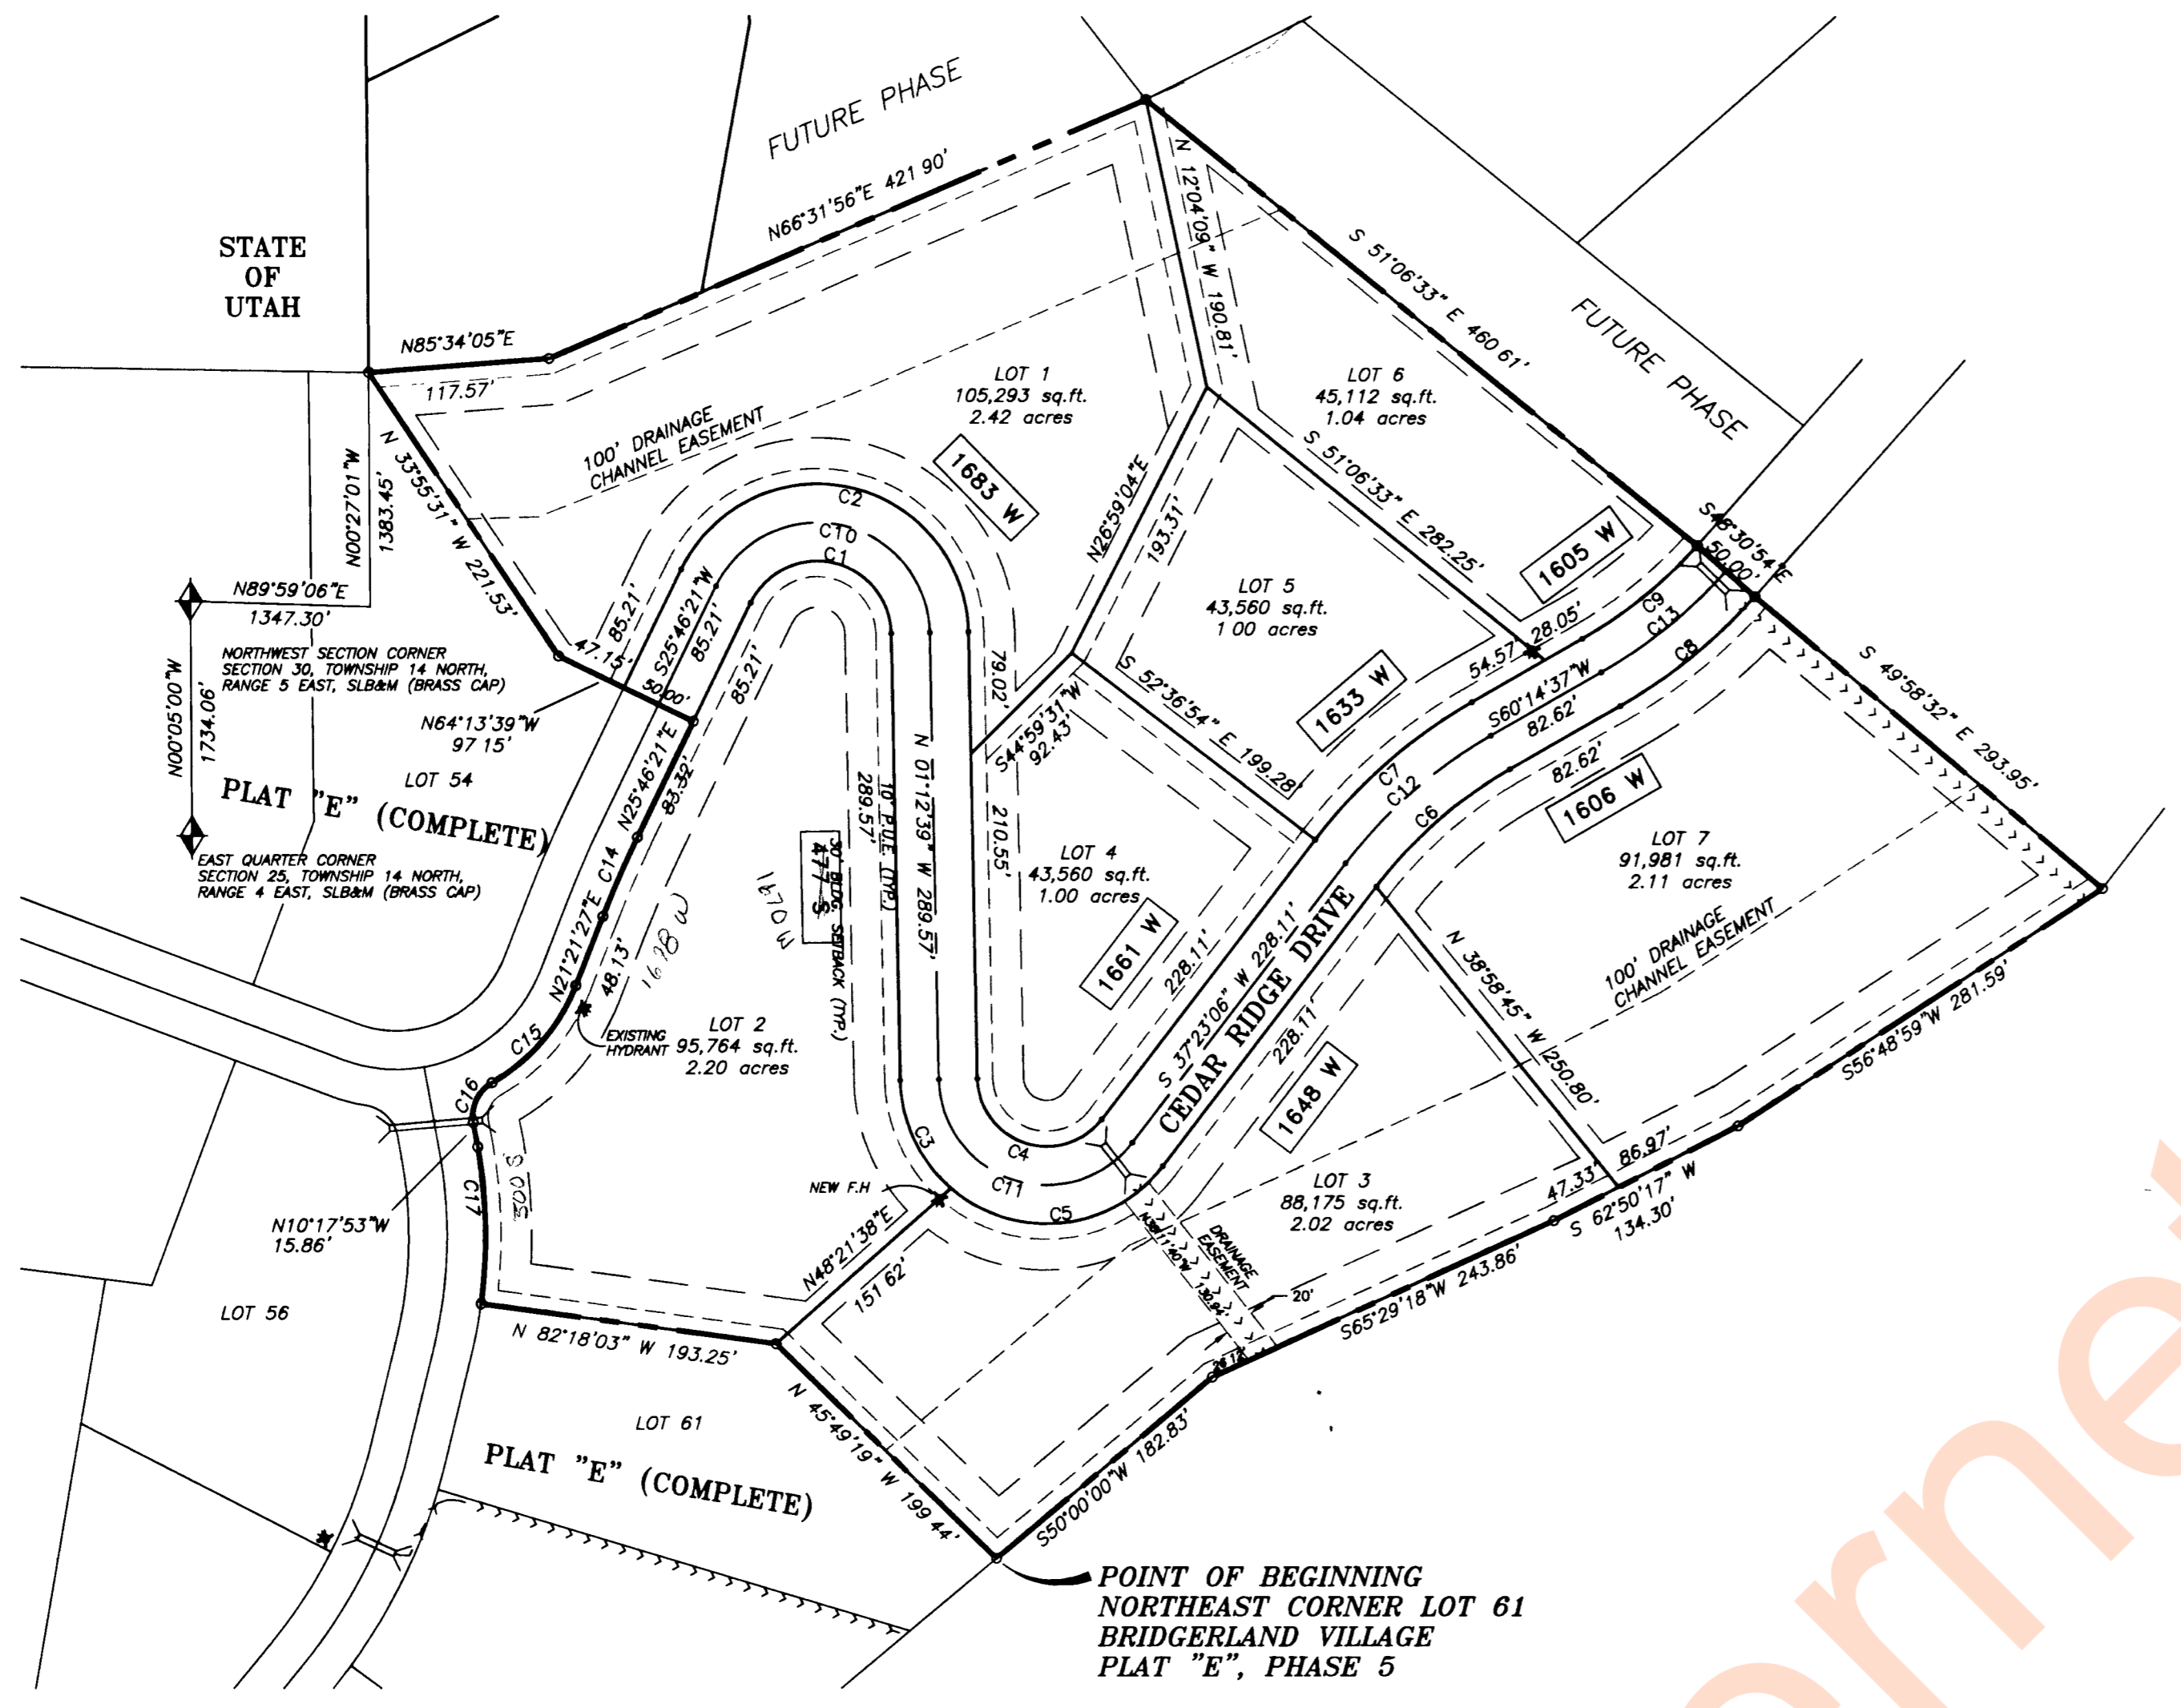 FUTURE PHASE
N66°31'56"E 421 90'
STATE
OF
UTAH
N85°34'05"E
117.57'
N 12°04'09" W 190.81'
S 51°06'33" E 460 61'
FUTURE PHASE
LOT 1
105,293 sq.ft.
2.42 acres
LOT 6
45,112 sq.ft.
1.04 acres
100' DRAINAGE
CHANNEL EASEMENT
N 33°55'31" W 221.53'
N00°27'01"W
1383.45'
1683 W
C2
C10
C1
S 51°06'33" E 282.25'
N26°59'04"E
193.31'
1605 W
S48°30'54"E
50.00'
N89°59'06"E
1347.30'
NORTHWEST SECTION CORNER
SECTION 30, TOWNSHIP 14 NORTH,
RANGE 5 EAST, SLB&M (BRASS CAP)
N00°05'00"W
1734.06'
47.15'
85.21'
S25°46'21"W
85.21'
50.00'
85.21'
N64°13'39"W
97 15'
LOT 5
43,560 sq.ft.
1 00 acres
28.05'
54.57'
C9
C13
C8
S60°14'37"W
82.62'
82.62'
S 49°58'32" E 293.95'
79.02'
S44°59'31"W
92.43'
S 52°36'54" E 199.28'
1633 W
C7
C12
C6
1606 W
LOT 54
PLAT "E" (COMPLETE)
EAST QUARTER CORNER
SECTION 25, TOWNSHIP 14 NORTH,
RANGE 4 EAST, SLB&M (BRASS CAP)
N25°46'21"E
83.32'
C14
N21°21'27"E
48.13'
1678 W
289.57'
10' P.U.E. (TYP.)
N 01°12'39" W 289.57'
210.55'
30' BLDG. SETBACK (TYP.)
477 S
1691
LOT 4
43,560 sq.ft.
1.00 acres
1661 W
228.11'
S 37°23'06" W 228.11'
CEDAR RIDGE DRIVE
228.11'
1648 W
LOT 7
91,981 sq.ft.
2.11 acres
100' DRAINAGE
CHANNEL EASEMENT
N 38°58'45" W 250.80'
S56°48'59"W 281.59'
EXISTING
HYDRANT
LOT 2
95,764 sq.ft.
2.20 acres
C15
C16
C17
N10°17'53"W
15.86'
500 S
C3
C4
C11
C5
NEW F.H
N48°21'38"E
151 62'
LOT 3
88,175 sq.ft.
2.02 acres
86.97'
47.33'
S 62°50'17" W
134.30'
DRAINAGE
EASEMENT
20'
S65°29'18"W 243.86'
LOT 56
N 82°18'03" W 193.25'
LOT 61
PLAT "E" (COMPLETE)
N 45°49'19" W 199 44'
S50°00'00"W 182.83'
POINT OF BEGINNING
NORTHEAST CORNER LOT 61
BRIDGERLAND VILLAGE
PLAT "E", PHASE 5